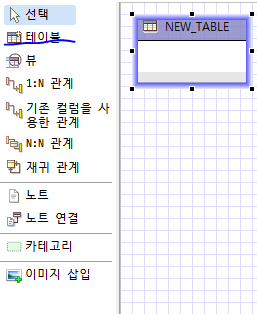 선택
테이블
뷰
1:N 관계
기존 컬럼을 사
용한 관계
N:N 관계
재귀 관계
노트
노트 연결
카테고리
이미지 삽입
NEW_TABLE